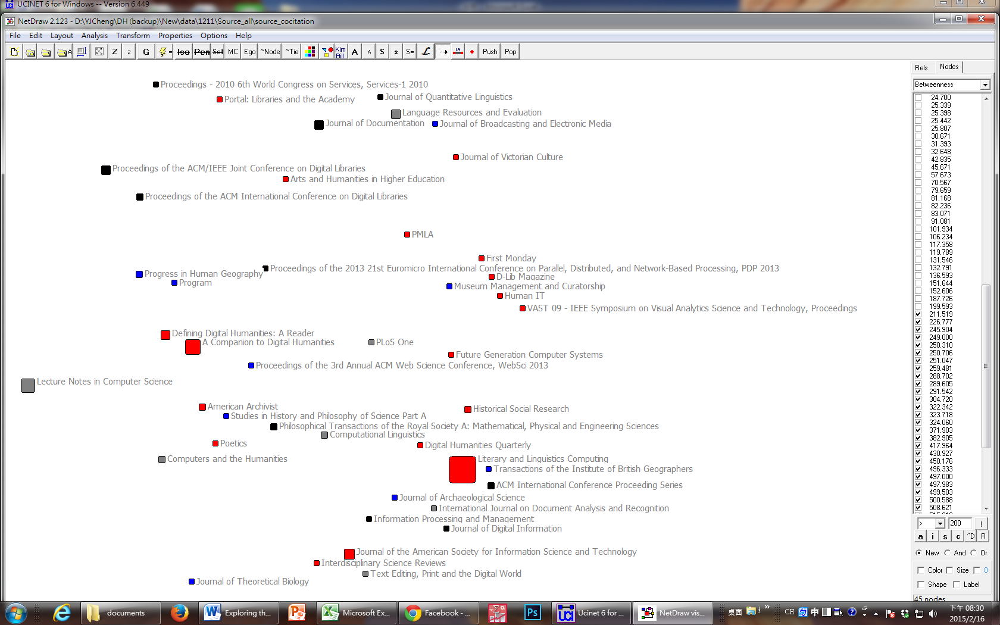 UCINET 6 for Windows -- Version 6.449
NetDraw 2.123 - D:\YJCheng\DH (backup)\New\data\1211\Source_all\source_cocitation
File Edit Layout Analysis Transform Properties Options Help
A Z z G = Iso Pen Self MC Ego ~Node ~Tie Kim Bill A A S s S= L Push Pop
Rels Nodes
Betweenness
Proceedings - 2010 6th World Congress on Services, Services-1 2010
Portal: Libraries and the Academy
Journal of Quantitative Linguistics
Language Resources and Evaluation
Journal of Documentation
Journal of Broadcasting and Electronic Media
Journal of Victorian Culture
Proceedings of the ACM/IEEE Joint Conference on Digital Libraries
Arts and Humanities in Higher Education
Proceedings of the ACM International Conference on Digital Libraries
PMLA
First Monday
Proceedings of the 2013 21st Euromicro International Conference on Parallel, Distributed, and Network-Based Processing, PDP 2013
Progress in Human Geography
D-Lib Magazine
Program
Museum Management and Curatorship
Human IT
VAST 09 - IEEE Symposium on Visual Analytics Science and Technology, Proceedings
Defining Digital Humanities: A Reader
A Companion to Digital Humanities
PLoS One
Future Generation Computer Systems
Proceedings of the 3rd Annual ACM Web Science Conference, WebSci 2013
Lecture Notes in Computer Science
American Archivist
Historical Social Research
Studies in History and Philosophy of Science Part A
Philosophical Transactions of the Royal Society A: Mathematical, Physical and Engineering Sciences
Computational Linguistics
Poetics
Digital Humanities Quarterly
Computers and the Humanities
Literary and Linguistics Computing
Transactions of the Institute of British Geographers
ACM International Conference Proceeding Series
Journal of Archaeological Science
International Journal on Document Analysis and Recognition
Information Processing and Management
Journal of Digital Information
Journal of the American Society for Information Science and Technology
Interdisciplinary Science Reviews
Text Editing, Print and the Digital World
Journal of Theoretical Biology
24.700
25.339
25.398
25.442
25.807
30.671
31.393
32.648
42.835
45.671
57.673
70.567
79.659
81.168
82.236
83.071
91.081
101.934
106.234
117.358
119.789
131.546
132.791
136.593
151.644
152.606
187.726
199.593
211.519
226.777
245.904
249.000
250.310
250.706
251.047
259.481
288.702
289.605
291.542
304.720
322.342
323.718
324.060
371.903
382.905
417.964
430.927
450.176
496.333
497.000
497.983
499.503
500.588
508.621
> 200 !
a i s c ^D R
New And Or
Color Size 0
Shape Label
45 nodes
documents
Exploring th...
Microsoft Ex...
Facebook - ...
Ucinet 6 for ...
NetDraw vis...
桌面
CH
中
下午 08:30
2015/2/16